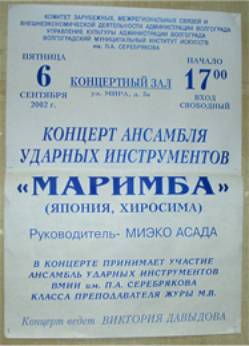 КОМИТЕТ ЗАРУБЕЖНЫХ, МЕЖРЕГИОНАЛЬНЫХ СВЯЗЕЙ И
ВНЕШНЕЭКОНОМИЧЕСКОЙ ДЕЯТЕЛЬНОСТИ АДМИНИСТРАЦИИ ВОЛГОГРАДА
УПРАВЛЕНИЕ КУЛЬТУРЫ АДМИНИСТРАЦИИ ВОЛГОГРАДА
ВОЛГОГРАДСКИЙ МУНИЦИПАЛЬНЫЙ ИНСТИТУТ ИСКУССТВ
им. П.А. СЕРЕБРЯКОВА
ПЯТНИЦА
6
СЕНТЯБРЯ
2002 г.
КОНЦЕРТНЫЙ ЗАЛ
ул. МИРА, д. 5а
НАЧАЛО
17 00
ВХОД
СВОБОДНЫЙ
КОНЦЕРТ АНСАМБЛЯ
УДАРНЫХ ИНСТРУМЕНТОВ
«МАРИМБА»
(ЯПОНИЯ, ХИРОСИМА)
Руководитель- МИЭКО АСАДА
В КОНЦЕРТЕ ПРИНИМАЕТ УЧАСТИЕ
АНСАМБЛЬ УДАРНЫХ ИНСТРУМЕНТОВ
ВМИИ им. П.А. СЕРЕБРЯКОВА
КЛАССА ПРЕПОДАВАТЕЛЯ ЖУРЫ М.В.
Концерт ведет ВИКТОРИЯ ДАВЫДОВА